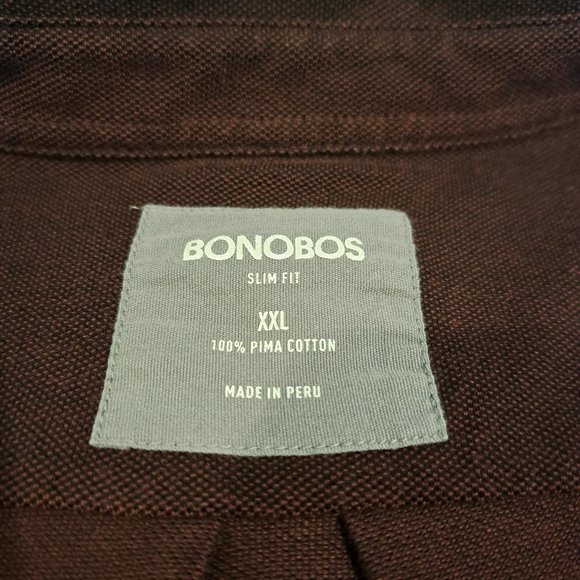 BONOBOS
SLIM FIT
XXL
100% PIMA COTTON
MADE IN PERU